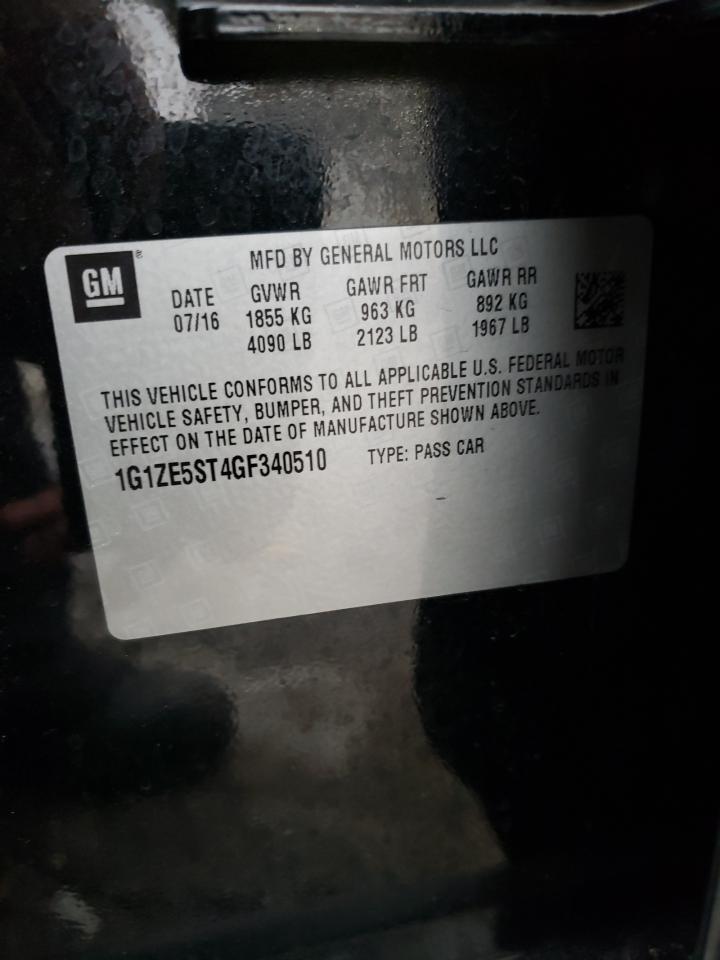 GM®
MFD BY GENERAL MOTORS LLC
DATE GVWR GAWR FRT GAWR RR
07/16 1855 KG 963 KG 892 KG
4090 LB 2123 LB 1967 LB
THIS VEHICLE CONFORMS TO ALL APPLICABLE U.S. FEDERAL MOTOR
VEHICLE SAFETY, BUMPER, AND THEFT PREVENTION STANDARDS IN
EFFECT ON THE DATE OF MANUFACTURE SHOWN ABOVE.
1G1ZE5ST4GF340510 TYPE: PASS CAR